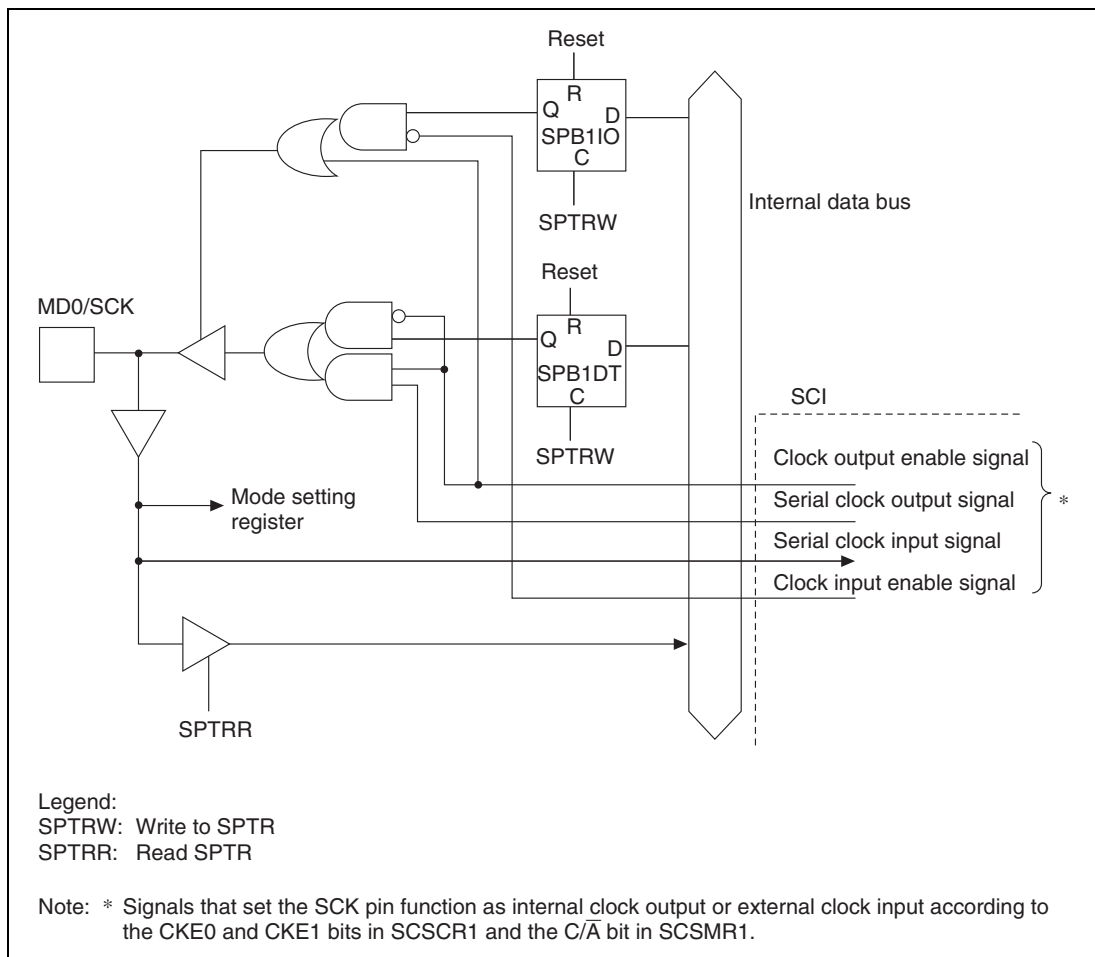 Reset
R
Q
D
SPB1IO
C
SPTRW
Internal data bus
Reset
MD0/SCK
R
Q
D
SPB1DT
C
SPTRW
SCI
Clock output enable signal
Serial clock output signal
*
Serial clock input signal
Clock input enable signal
Mode setting
register
SPTRR
Legend:
SPTRW: Write to SPTR
SPTRR: Read SPTR
Note: * Signals that set the SCK pin function as internal clock output or external clock input according to
the CKE0 and CKE1 bits in SCSCR1 and the C/A̅ bit in SCSMR1.